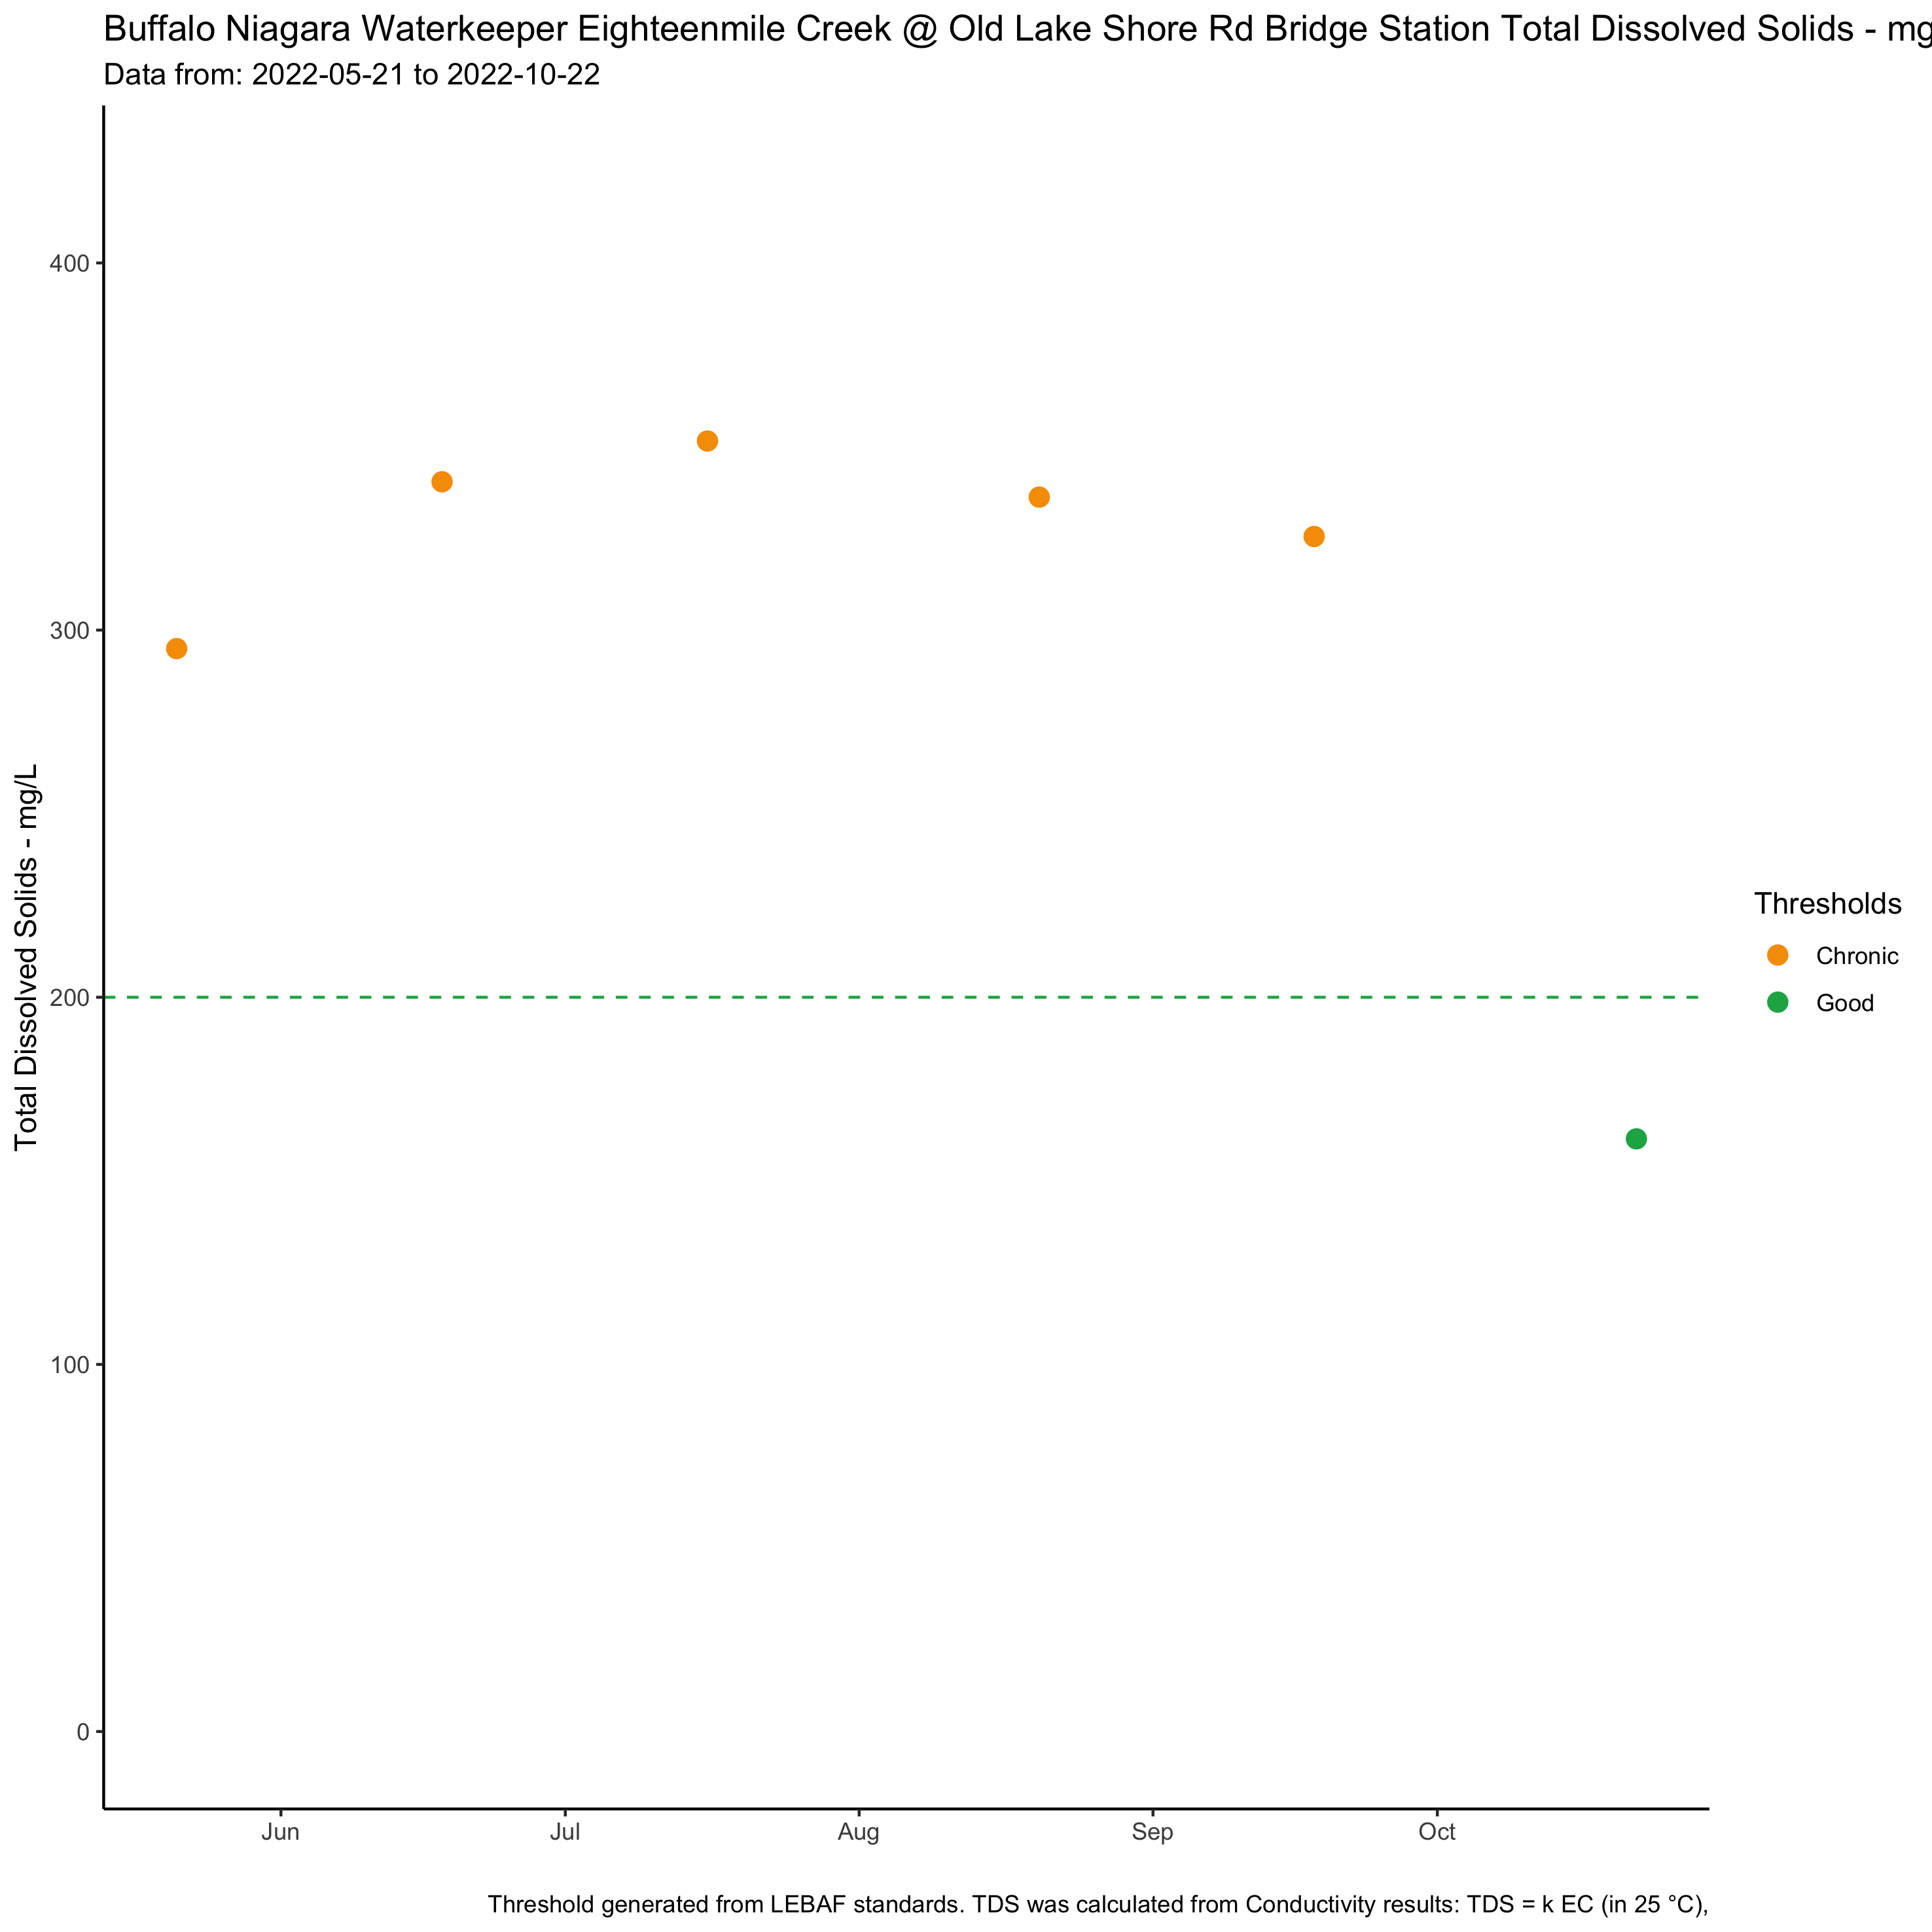 Buffalo Niagara Waterkeeper Eighteenmile Creek @ Old Lake Shore Rd Bridge Station Total Dissolved Solids - mg
Data from: 2022-05-21 to 2022-10-22
Total Dissolved Solids - mg/L
400
300
200
100
0
Jun Jul Aug Sep Oct
Thresholds
Chronic
Good
Threshold generated from LEBAF standards. TDS was calculated from Conductivity results: TDS = k EC (in 25 °C),